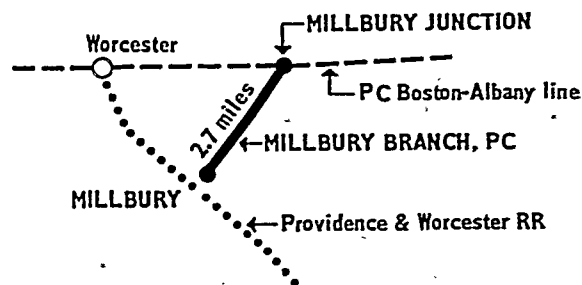 MILLBURY JUNCTION
Worcester
PC Boston-Albany line
2.7 miles
MILLBURY BRANCH, PC
MILLBURY
Providence & Worcester RR